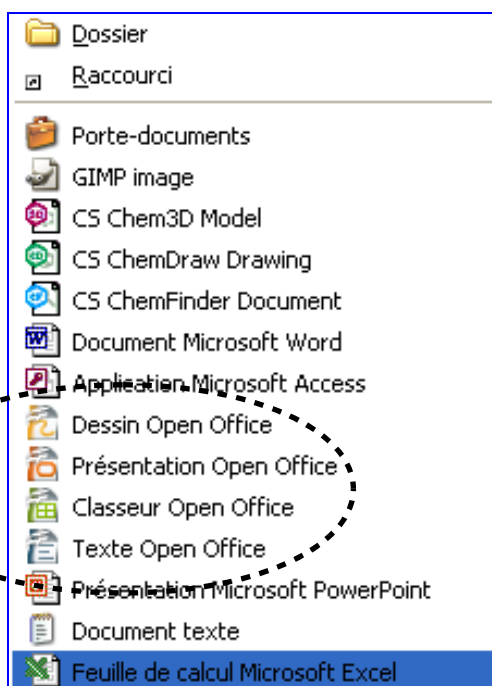 Dossier
Raccourci
Porte-documents
GIMP image
CS Chem3D Model
CS ChemDraw Drawing
CS ChemFinder Document
Document Microsoft Word
Application Microsoft Access
Dessin Open Office
Présentation Open Office
Classeur Open Office
Texte Open Office
Présentation Microsoft PowerPoint
Document texte
Feuille de calcul Microsoft Excel